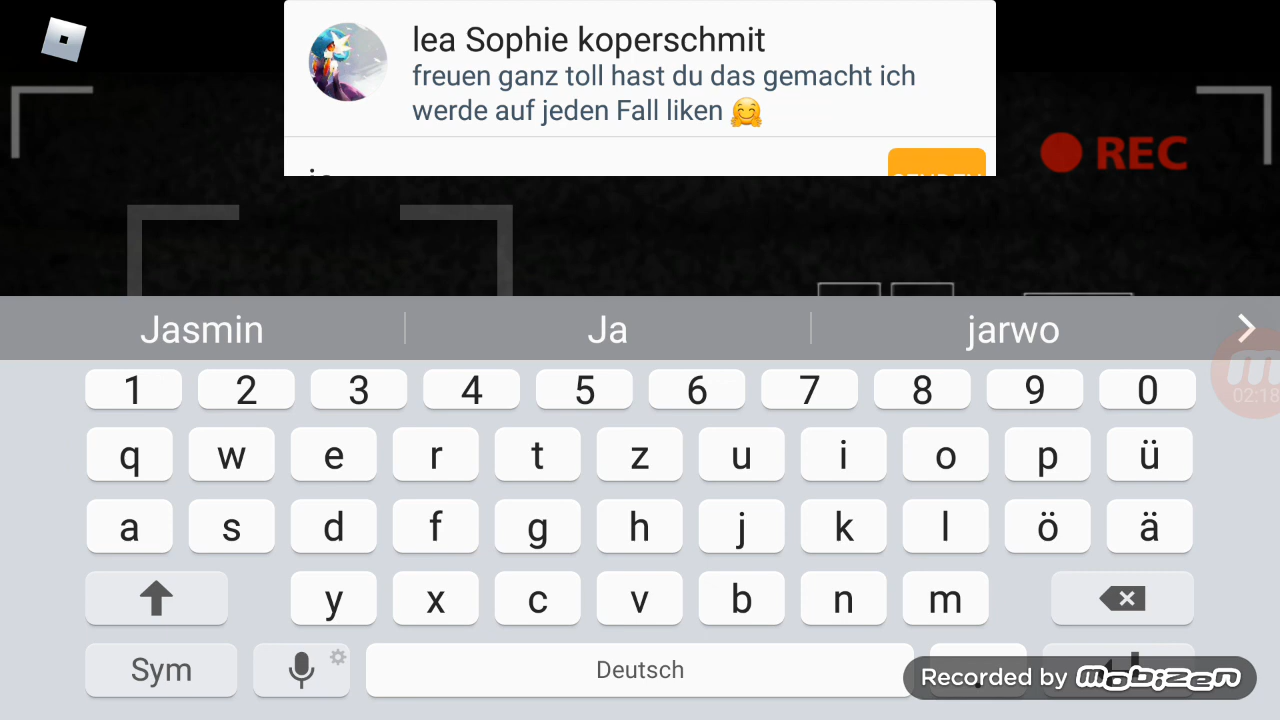 lea Sophie koperschmit
freuen ganz toll hast du das gemacht ich
werde auf jeden Fall liken 🤗
REC
Jasmin
Ja
jarwo
1 2 3 4 5 6 7 8 9 0
02:18
q w e r t z u i o p ü
a s d f g h j k l ö ä
y x c v b n m
Sym
Deutsch
Recorded by mobizen